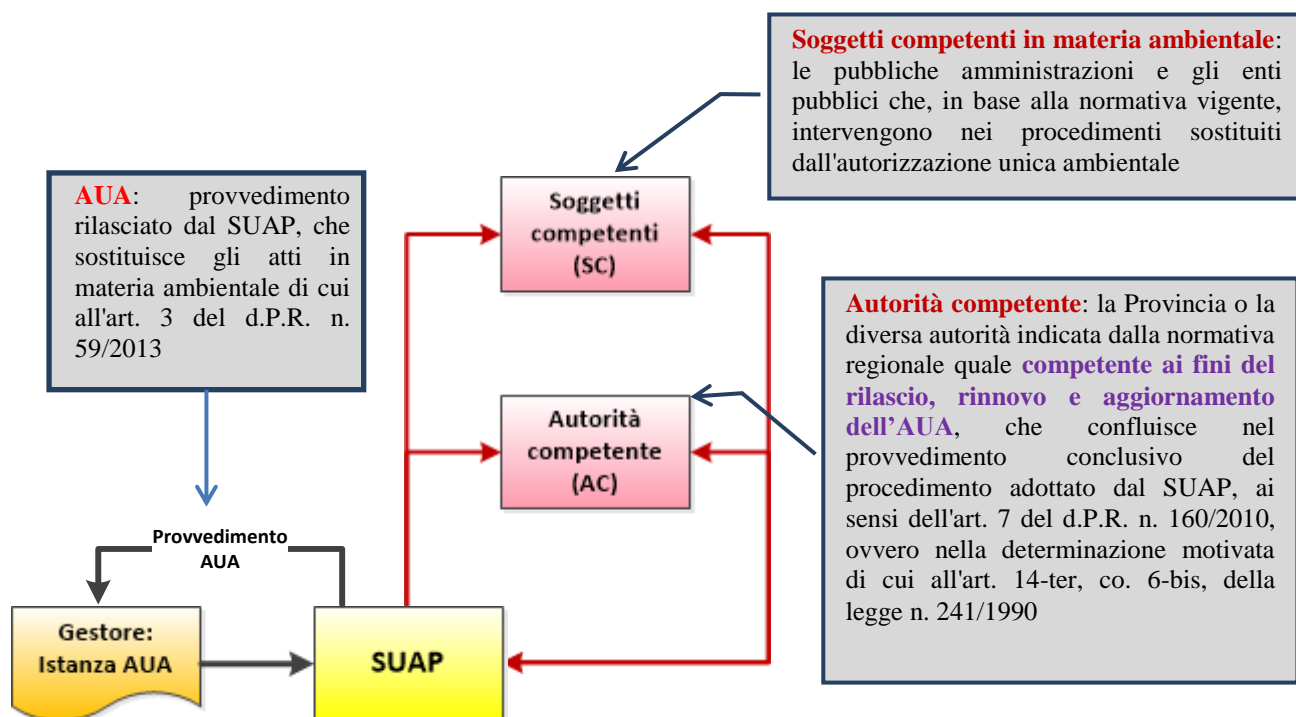 Soggetti competenti in materia ambientale:
le pubbliche amministrazioni e gli enti
pubblici che, in base alla normativa vigente,
intervengono nei procedimenti sostituiti
dall'autorizzazione unica ambientale
AUA: provvedimento
rilasciato dal SUAP, che
sostituisce gli atti in
materia ambientale di cui
all'art. 3 del d.P.R. n.
59/2013
Soggetti
competenti
(SC)
Autorità competente: la Provincia o la
diversa autorità indicata dalla normativa
regionale quale competente ai fini del
rilascio, rinnovo e aggiornamento
dell’AUA, che confluisce nel
provvedimento conclusivo del
procedimento adottato dal SUAP, ai
sensi dell'art. 7 del d.P.R. n. 160/2010,
ovvero nella determinazione motivata
di cui all'art. 14-ter, co. 6-bis, della
legge n. 241/1990
Autorità
competente
(AC)
Provvedimento
AUA
Gestore:
Istanza AUA
SUAP